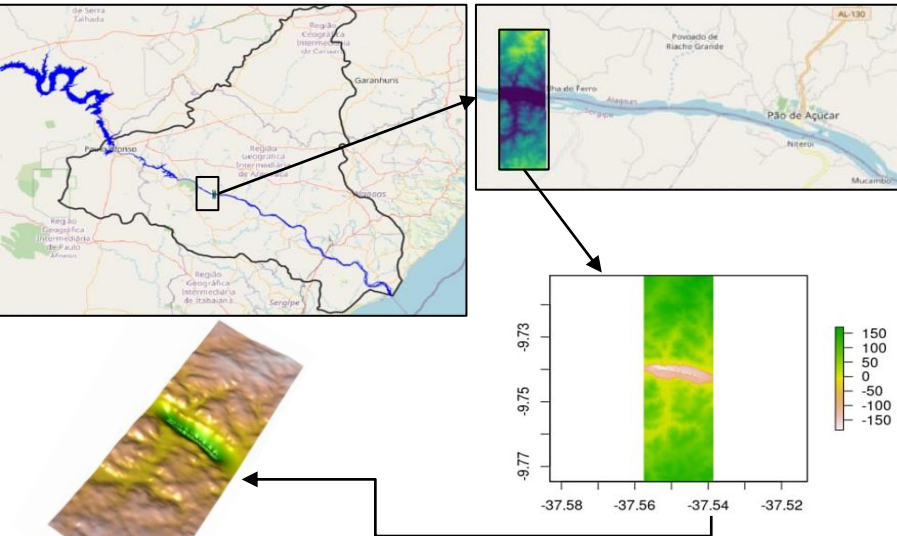 de Serra
Talhada
Região
Geográfica
Intermediária
de Caruaru
Garanhuns
Paulo Afonso
Região
Geográfica
Intermediária
de Arapiraca
Alagoas
Região
Geográfica
Intermediária
de Paulo
Afonso
Região
Geográfica
Intermediária
de Itabaiana
Sergipe
AL-130
Povoado de
Riacho Grande
Ilha do Ferro
Alagoas
Sergipe
Pão de Açúcar
Niterói
Mucambo
-9.73
-9.75
-9.77
-37.58
-37.56
-37.54
-37.52
150
100
50
0
-50
-100
-150